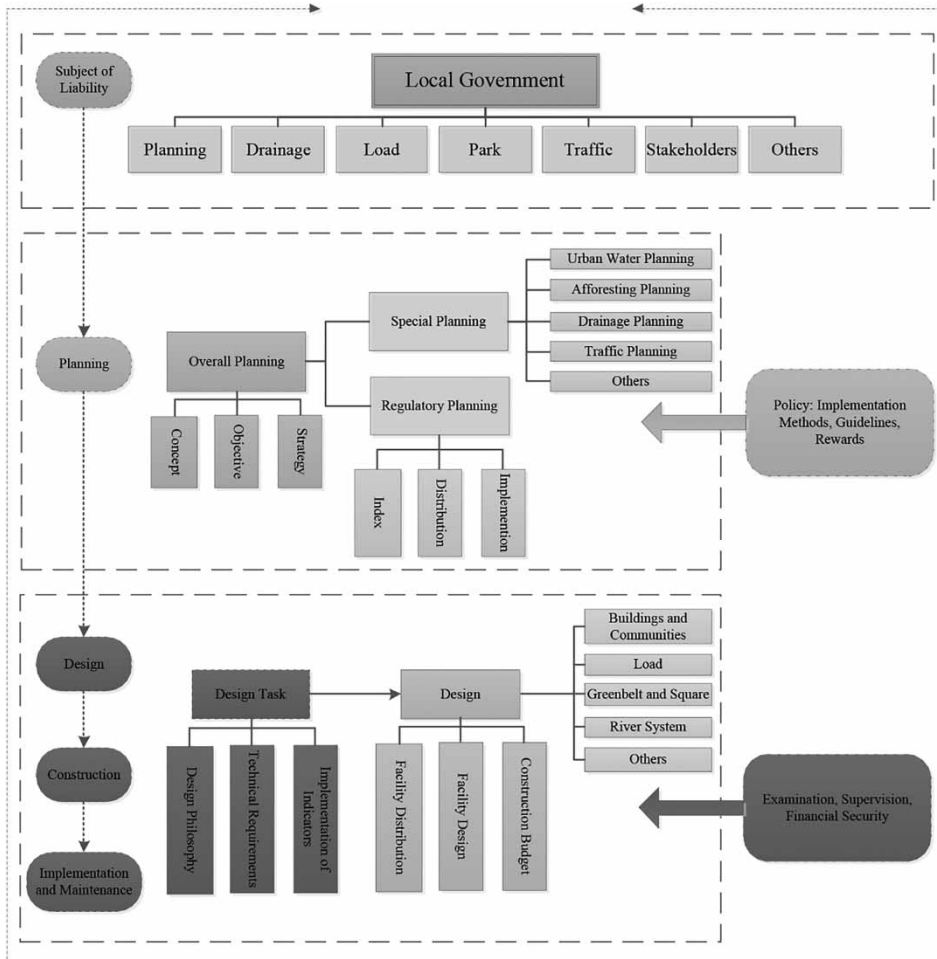 Subject of
Liability
Local Government
Planning
Drainage
Load
Park
Traffic
Stakeholders
Others
Planning
Overall Planning
Concept
Objective
Strategy
Special Planning
Regulatory Planning
Index
Distribution
Implemention
Urban Water Planning
Afforesting Planning
Drainage Planning
Traffic Planning
Others
Policy: Implementation
Methods, Guidelines,
Rewards
Design
Construction
Implementation
and Maintenance
Design Task
Design Philosophy
Technical Requirements
Implementation of
Indicators
Design
Facility Distribution
Facility Design
Construction Budget
Buildings and
Communities
Load
Greenbelt and Square
River System
Others
Examination, Supervision,
Financial Security